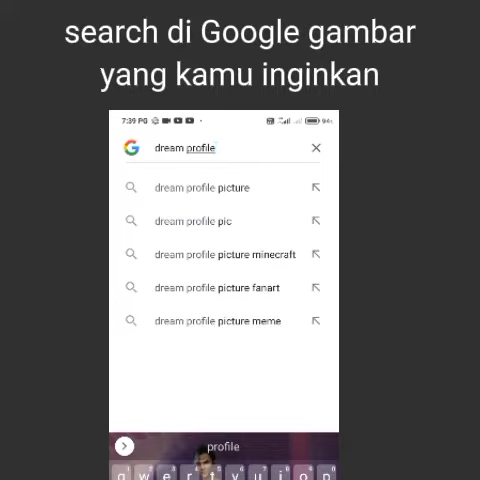 search di Google gambar
yang kamu inginkan
7:39 PG
94%
dream profile
dream profile picture
dream profile pic
dream profile picture minecraft
dream profile picture fanart
dream profile picture meme
profile
q w e r t y u i o p